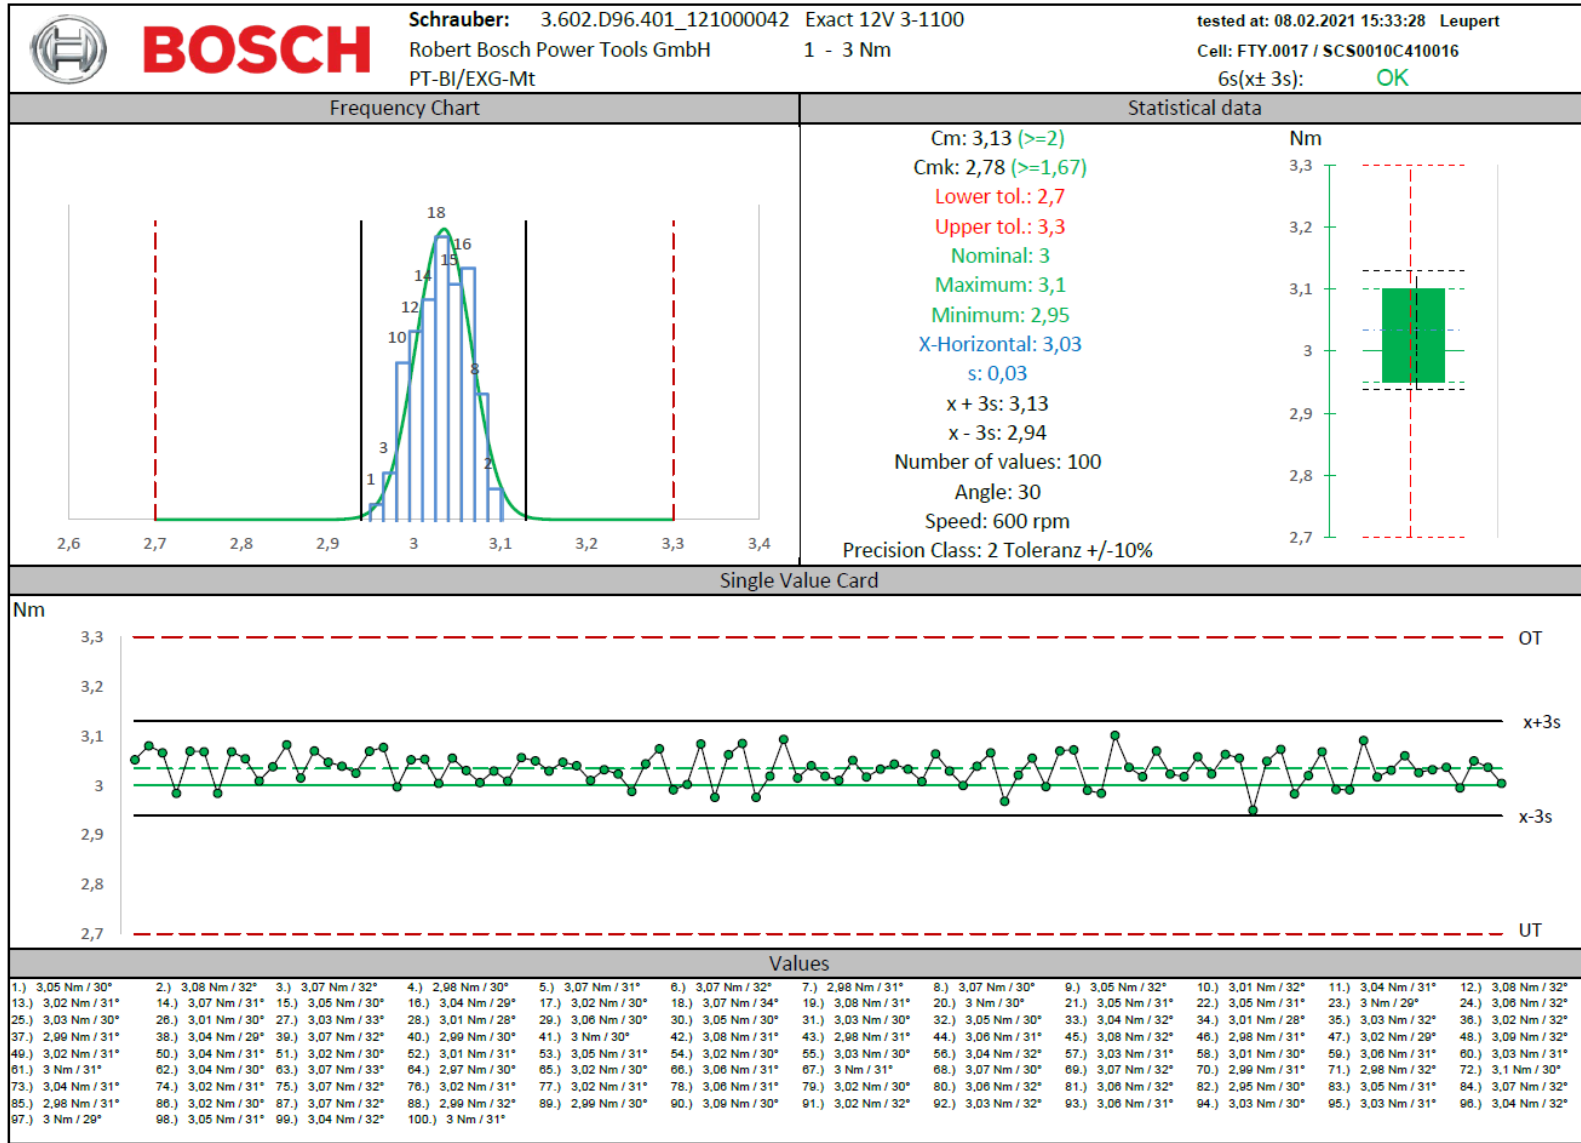 BOSCH
Schrauber: 3.602.D96.401_121000042 Exact 12V 3-1100
Robert Bosch Power Tools GmbH 1 - 3 Nm
PT-BI/EXG-Mt
tested at: 08.02.2021 15:33:28 Leupert
Cell: FTY.0017 / SCS0010C410016
6s(x± 3s): OK
Frequency Chart
18
16
15
14
12
10
8
3
2
1
2,6 2,7 2,8 2,9 3 3,1 3,2 3,3 3,4
Statistical data
Cm: 3,13 (>=2)
Cmk: 2,78 (>=1,67)
Lower tol.: 2,7
Upper tol.: 3,3
Nominal: 3
Maximum: 3,1
Minimum: 2,95
X-Horizontal: 3,03
s: 0,03
x + 3s: 3,13
x - 3s: 2,94
Number of values: 100
Angle: 30
Speed: 600 rpm
Precision Class: 2 Toleranz +/-10%
Nm
3,3
3,2
3,1
3
2,9
2,8
2,7
Single Value Card
Nm
3,3 OT
3,2
3,1 x+3s
3
2,9 x-3s
2,8
2,7 UT
Values
1.) 3,05 Nm / 30° 2.) 3,08 Nm / 32° 3.) 3,07 Nm / 32° 4.) 2,98 Nm / 30° 5.) 3,07 Nm / 31° 6.) 3,07 Nm / 32° 7.) 2,98 Nm / 31° 8.) 3,07 Nm / 30° 9.) 3,05 Nm / 32° 10.) 3,01 Nm / 32° 11.) 3,04 Nm / 31° 12.) 3,08 Nm / 32°
13.) 3,02 Nm / 31° 14.) 3,07 Nm / 31° 15.) 3,05 Nm / 30° 16.) 3,04 Nm / 29° 17.) 3,02 Nm / 30° 18.) 3,07 Nm / 34° 19.) 3,08 Nm / 31° 20.) 3 Nm / 30° 21.) 3,05 Nm / 31° 22.) 3,05 Nm / 31° 23.) 3 Nm / 29° 24.) 3,06 Nm / 32°
25.) 3,03 Nm / 30° 26.) 3,01 Nm / 30° 27.) 3,03 Nm / 33° 28.) 3,01 Nm / 28° 29.) 3,06 Nm / 30° 30.) 3,05 Nm / 30° 31.) 3,03 Nm / 30° 32.) 3,05 Nm / 30° 33.) 3,04 Nm / 32° 34.) 3,01 Nm / 28° 35.) 3,03 Nm / 32° 36.) 3,02 Nm / 32°
37.) 2,99 Nm / 31° 38.) 3,04 Nm / 29° 39.) 3,07 Nm / 32° 40.) 2,99 Nm / 30° 41.) 3 Nm / 30° 42.) 3,08 Nm / 31° 43.) 2,98 Nm / 31° 44.) 3,06 Nm / 31° 45.) 3,08 Nm / 32° 46.) 2,98 Nm / 31° 47.) 3,02 Nm / 29° 48.) 3,09 Nm / 32°
49.) 3,02 Nm / 31° 50.) 3,04 Nm / 31° 51.) 3,02 Nm / 30° 52.) 3,01 Nm / 31° 53.) 3,05 Nm / 31° 54.) 3,02 Nm / 30° 55.) 3,03 Nm / 30° 56.) 3,04 Nm / 32° 57.) 3,03 Nm / 31° 58.) 3,01 Nm / 30° 59.) 3,06 Nm / 31° 60.) 3,03 Nm / 31°
61.) 3 Nm / 31° 62.) 3,04 Nm / 30° 63.) 3,07 Nm / 33° 64.) 2,97 Nm / 30° 65.) 3,02 Nm / 30° 66.) 3,06 Nm / 31° 67.) 3 Nm / 31° 68.) 3,07 Nm / 30° 69.) 3,07 Nm / 32° 70.) 2,99 Nm / 31° 71.) 2,98 Nm / 32° 72.) 3,1 Nm / 30°
73.) 3,04 Nm / 31° 74.) 3,02 Nm / 31° 75.) 3,07 Nm / 32° 76.) 3,02 Nm / 31° 77.) 3,02 Nm / 31° 78.) 3,06 Nm / 31° 79.) 3,02 Nm / 30° 80.) 3,06 Nm / 32° 81.) 3,06 Nm / 32° 82.) 2,95 Nm / 30° 83.) 3,05 Nm / 31° 84.) 3,07 Nm / 32°
85.) 2,98 Nm / 31° 86.) 3,02 Nm / 30° 87.) 3,07 Nm / 32° 88.) 2,99 Nm / 32° 89.) 2,99 Nm / 30° 90.) 3,09 Nm / 30° 91.) 3,02 Nm / 32° 92.) 3,03 Nm / 32° 93.) 3,06 Nm / 31° 94.) 3,03 Nm / 30° 95.) 3,03 Nm / 31° 96.) 3,04 Nm / 32°
97.) 3 Nm / 29° 98.) 3,05 Nm / 31° 99.) 3,04 Nm / 32° 100.) 3 Nm / 31°